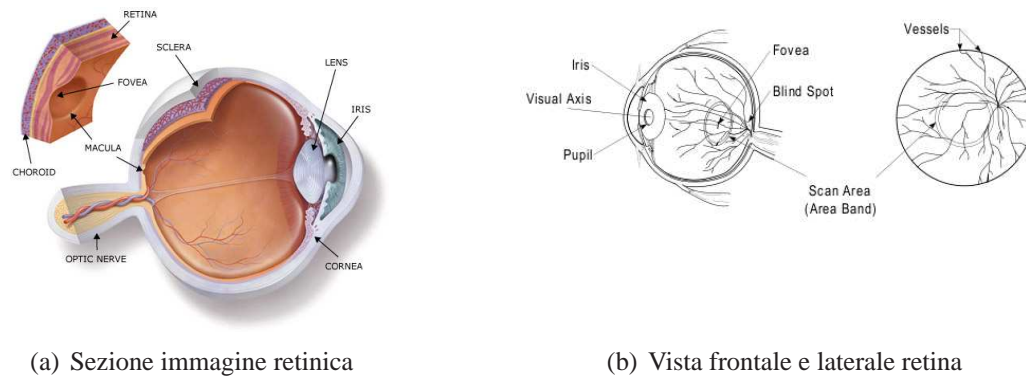 RETINA
SCLERA
LENS
FOVEA
IRIS
MACULA
CHOROID
OPTIC NERVE
CORNEA
(a) Sezione immagine retinica
Vessels
Fovea
Iris
Blind Spot
Visual Axis
Pupil
Scan Area
(Area Band)
(b) Vista frontale e laterale retina